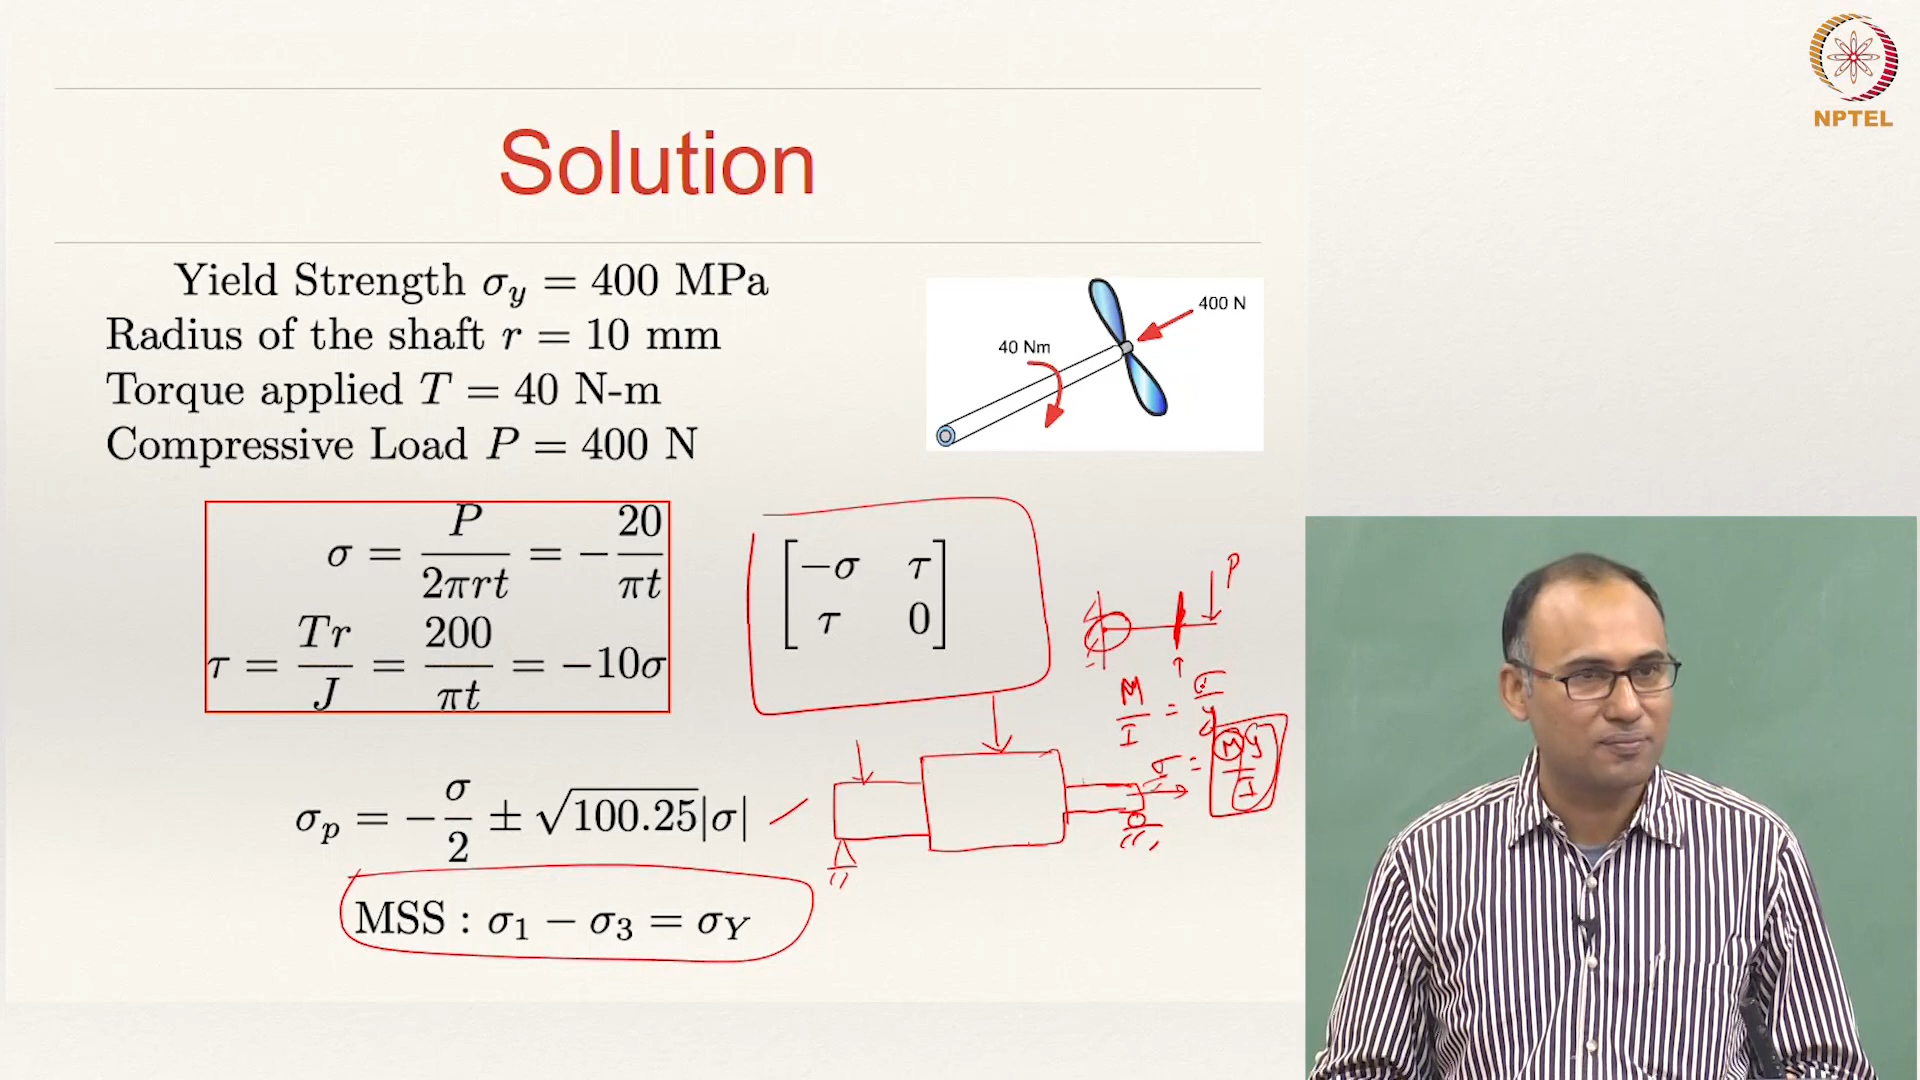 NPTEL
Solution
Yield Strength σ_y = 400 MPa
Radius of the shaft r = 10 mm
Torque applied T = 40 N-m
Compressive Load P = 400 N
400 N
40 Nm
σ = P / 2πrt = − 20 / πt
τ = Tr / J = 200 / πt = −10σ
[ −σ τ
τ 0 ]
P
M / I = σ / y
σ = My / I
σ_p = − σ / 2 ± √100.25|σ|
MSS : σ_1 − σ_3 = σ_Y